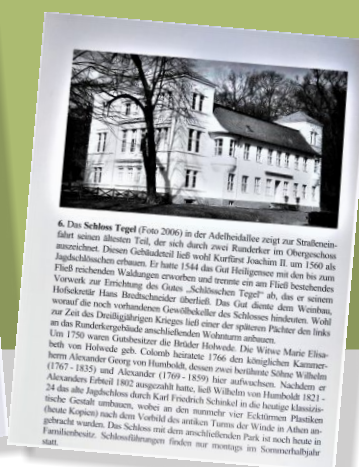 6. Das Schloss Tegel (Foto 2006) in der Adelheidallee zeigt zur Straßenein-
fahrt seinen ältesten Teil, der sich durch zwei Runderker im Obergeschoss
auszeichnet. Diesen Gebäudeteil ließ wohl Kurfürst Joachim II. um 1560 als
Jagdschlösschen erbauen. Er hatte 1544 das Gut Heiligensee mit den bis zum
Fließ reichenden Waldungen erworben und trennte ein am Fließ bestehendes
Vorwerk zur Errichtung des Gutes „Schlösschen Tegel“ ab, das er seinem
Hofsekretär Hans Bredtschneider überließ. Das Gut diente dem Weinbau,
worauf die noch vorhandenen Gewölbekeller des Schlosses hindeuten. Wohl
zur Zeit des Dreißigjährigen Krieges ließ einer der späteren Pächter den links
an das Runderkergebäude anschließenden Wohnturm anbauen.
Um 1750 waren Gutsbesitzer die Brüder Holwede. Die Witwe Marie Elisa-
beth von Holwede geb. Colomb heiratete 1766 den königlichen Kammer-
herrn Alexander Georg von Humboldt, dessen zwei berühmte Söhne Wilhelm
(1767 - 1835) und Alexander (1769 - 1859) hier aufwuchsen. Nachdem er
Alexanders Erbteil 1802 ausgezahlt hatte, ließ Wilhelm von Humboldt 1821 -
24 das alte Jagdschloss durch Karl Friedrich Schinkel in die heutige klassizis-
tische Gestalt umbauen, wobei an den nunmehr vier Ecktürmen Plastiken
(heute Kopien) nach dem Vorbild des antiken Turms der Winde in Athen an-
gebracht wurden. Das Schloss mit dem anschließenden Park ist noch heute in
Familienbesitz. Schlossführungen finden nur montags im Sommerhalbjahr
statt.